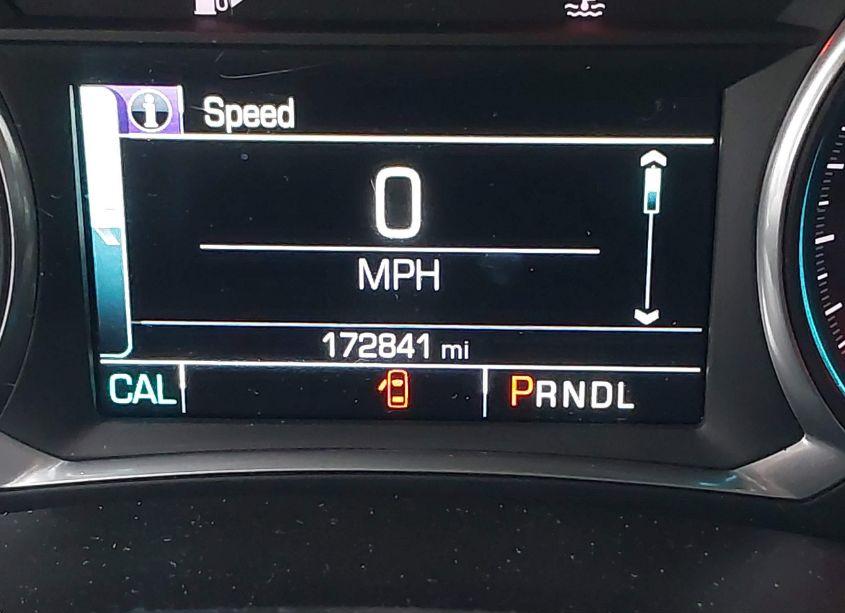 Speed
0
MPH
172841 mi
CAL PRNDL